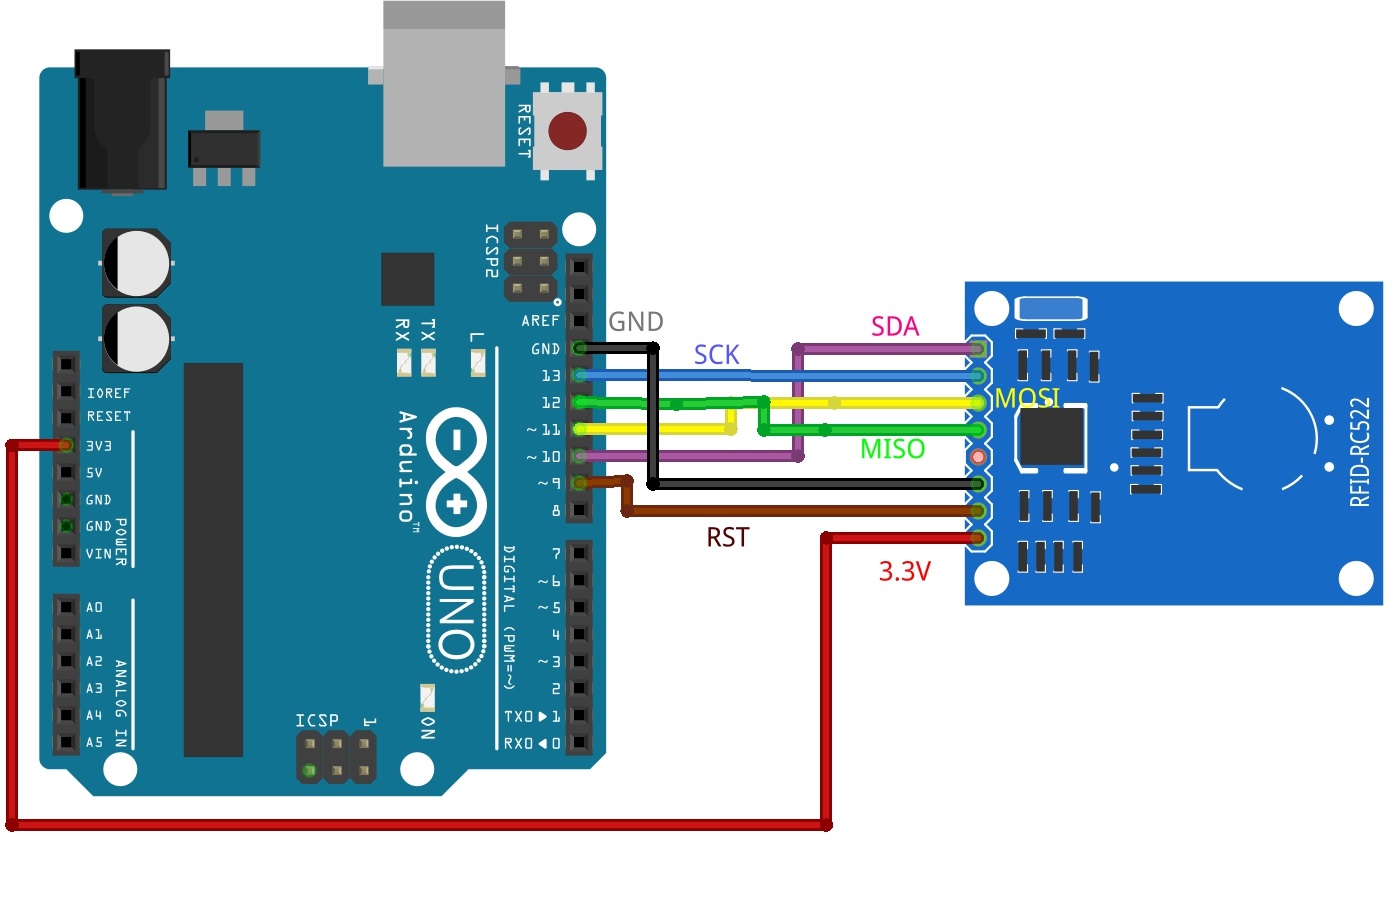 RESET
ICSP2
AREF
GND
13
12
~11
~10
~9
8
RX
TX
L
IOREF
RESET
3V3
5V
GND
GND
VIN
POWER
Arduino™
UNO
7
~6
~5
4
~3
2
TX0▶1
RX0◀0
DIGITAL (PWM=~)
A0
A1
A2
A3
A4
A5
ANALOG IN
ICSP
1
ON
GND
SCK
SDA
MOSI
MISO
RST
3.3V
RFID-RC522